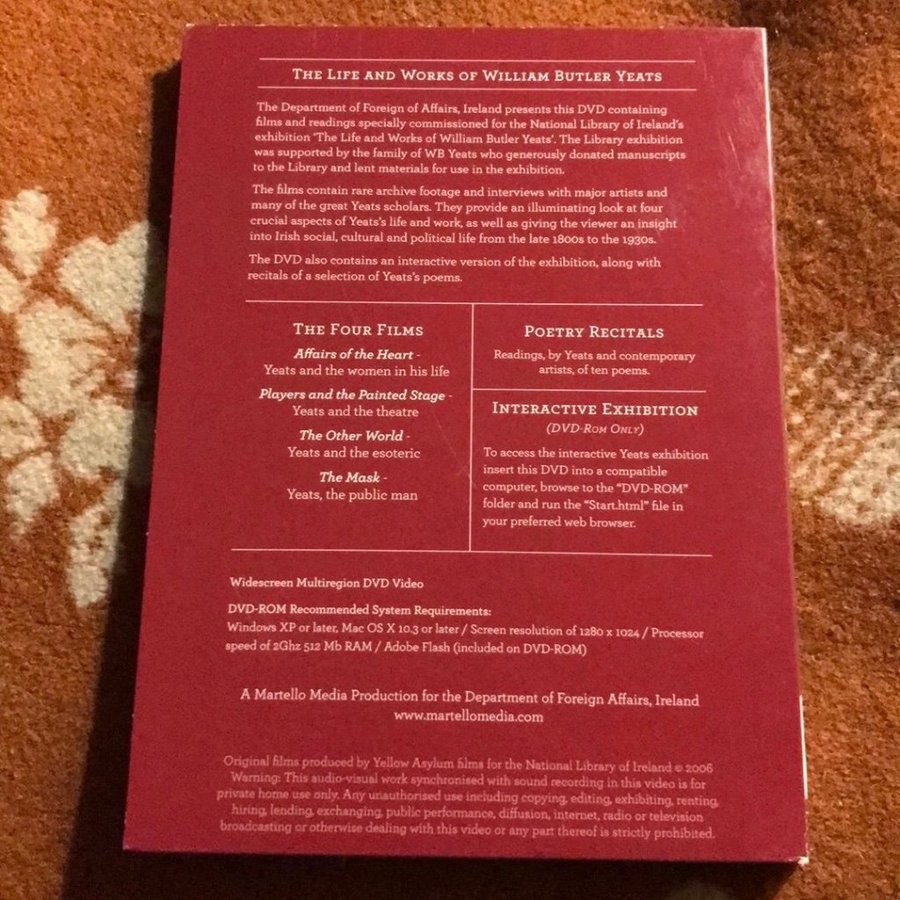 The Life and Works of William Butler Yeats
The Department of Foreign of Affairs, Ireland presents this DVD containing
films and readings specially commissioned for the National Library of Ireland's
exhibition 'The Life and Works of William Butler Yeats'. The Library exhibition
was supported by the family of WB Yeats who generously donated manuscripts
to the Library and lent materials for use in the exhibition.
The films contain rare archive footage and interviews with major artists and
many of the great Yeats scholars. They provide an illuminating look at four
crucial aspects of Yeats's life and work, as well as giving the viewer an insight
into Irish social, cultural and political life from the late 1800s to the 1930s.
The DVD also contains an interactive version of the exhibition, along with
recitals of a selection of Yeats's poems.
The Four Films
Affairs of the Heart -
Yeats and the women in his life
Players and the Painted Stage -
Yeats and the theatre
The Other World -
Yeats and the esoteric
The Mask -
Yeats, the public man
Poetry Recitals
Readings, by Yeats and contemporary
artists, of ten poems.
Interactive Exhibition
(DVD-Rom Only)
To access the interactive Yeats exhibition
insert this DVD into a compatible
computer, browse to the "DVD-ROM"
folder and run the "Start.html" file in
your preferred web browser.
Widescreen Multiregion DVD Video
DVD-ROM Recommended System Requirements:
Windows XP or later, Mac OS X 10.3 or later / Screen resolution of 1280 x 1024 / Processor
speed of 2Ghz 512 Mb RAM / Adobe Flash (included on DVD-ROM)
A Martello Media Production for the Department of Foreign Affairs, Ireland
www.martellomedia.com
Original films produced by Yellow Asylum films for the National Library of Ireland © 2006
Warning: This audio-visual work synchronised with sound recording in this video is for
private home use only. Any unauthorised use including copying, editing, exhibiting, renting,
hiring, lending, exchanging, public performance, diffusion, internet, radio or television
broadcasting or otherwise dealing with this video or any part thereof is strictly prohibited.